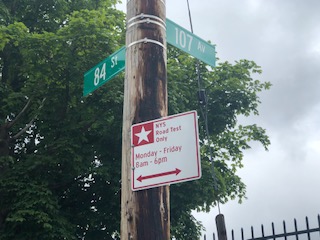 107 AV
84 ST
NYS
Road Test
Only
Monday - Friday
8am - 6pm